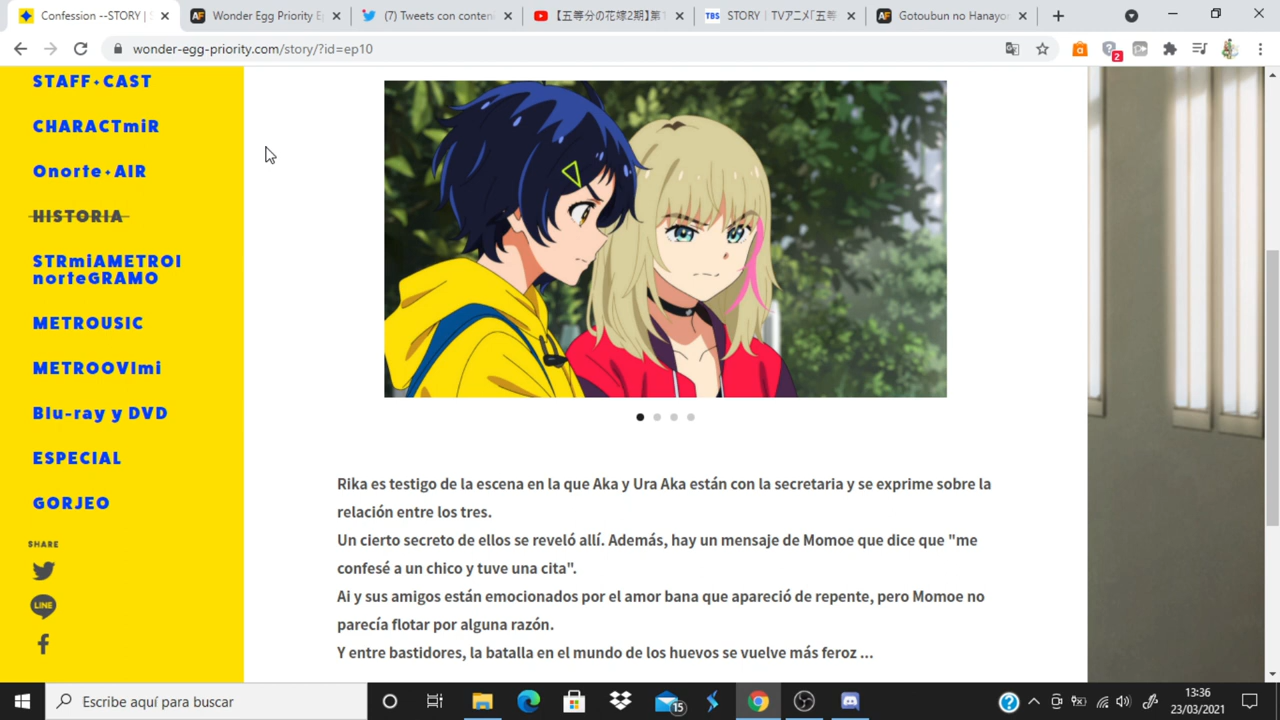 Confession --STORY |
Wonder Egg Priority E
(7) Tweets con conten
【五等分の花嫁2期】第1
TBS STORY｜TVアニメ「五等
Gotoubun no Hanayon
wonder-egg-priority.com/story/?id=ep10
2
STAFF+CAST
CHARACTmiR
Onorte+AIR
HISTORIA
STRmiAMETROI
norteGRAMO
METROUSIC
METROOVImi
Blu-ray y DVD
ESPECIAL
GORJEO
SHARE
LINE
Rika es testigo de la escena en la que Aka y Ura Aka están con la secretaria y se exprime sobre la
relación entre los tres.
Un cierto secreto de ellos se reveló allí. Además, hay un mensaje de Momoe que dice que "me
confesé a un chico y tuve una cita".
Ai y sus amigos están emocionados por el amor bana que apareció de repente, pero Momoe no
parecía flotar por alguna razón.
Y entre bastidores, la batalla en el mundo de los huevos se vuelve más feroz ...
Escribe aquí para buscar
15
13:36
23/03/2021